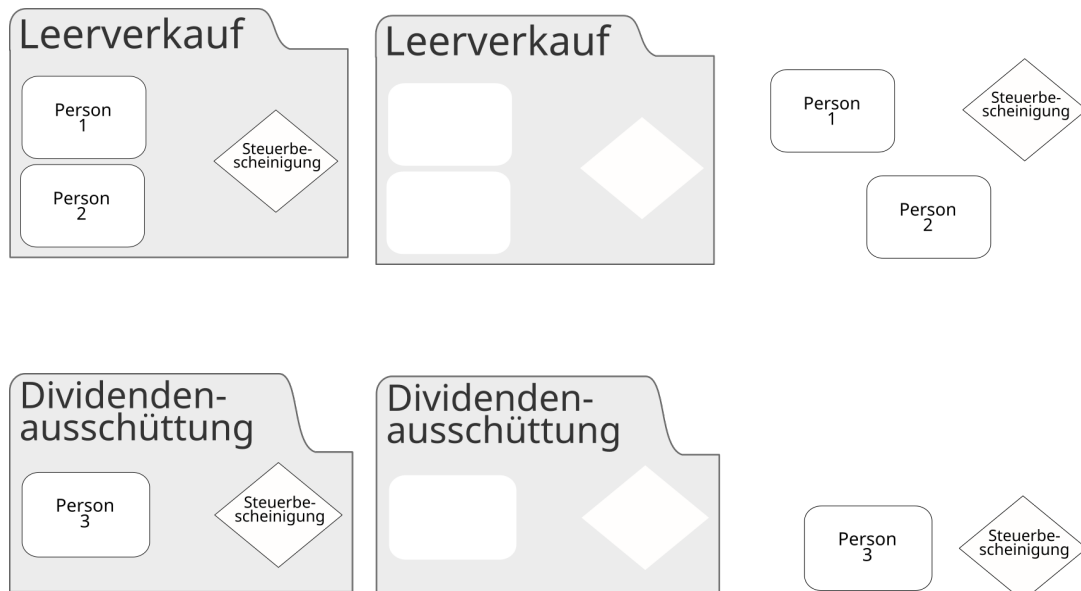 Leerverkauf
Person
1
Steuerbe-
scheinigung
Person
2
Leerverkauf
Person
1
Steuerbe-
scheinigung
Person
2
Dividenden-
ausschüttung
Person
3
Steuerbe-
scheinigung
Dividenden-
ausschüttung
Person
3
Steuerbe-
scheinigung